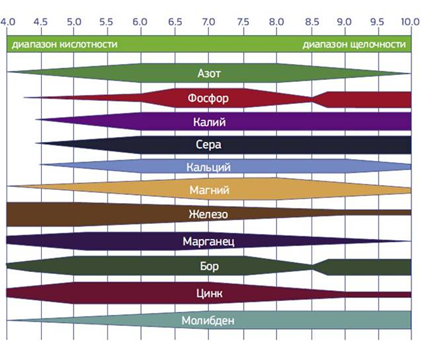 4.0 4.5 5.0 5.5 6.0 6.5 7.0 7.5 8.0 8.5 9.0 9.5 10.0
диапазон кислотности диапазон щелочности
Азот
Фосфор
Калий
Сера
Кальций
Магний
Железо
Марганец
Бор
Цинк
Молибден